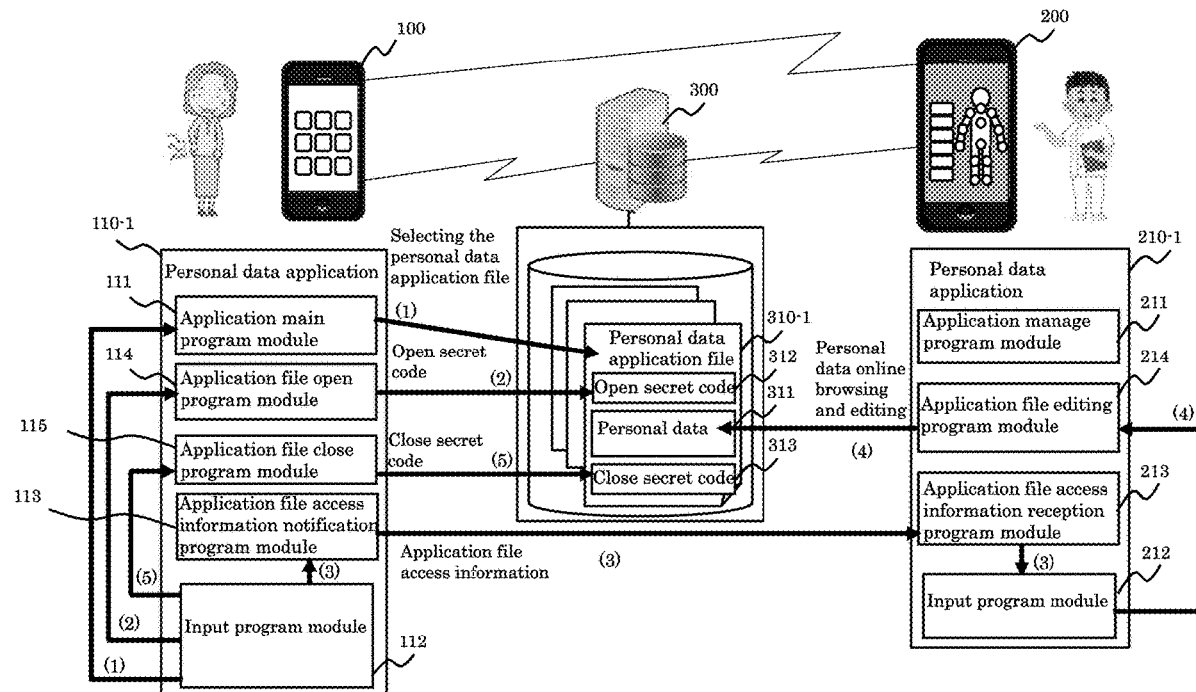 100
200
300
110-1
Selecting the
personal data
application file
210-1
Personal data application
111
Application main
program module
(1)
114
Open secret
code
(2)
Application file open
program module
115
Application file close
program module
Close secret
code
(5)
113
Application file access
information notification
program module
(3)
Application file
access information
(3)
(5)
(2)
(1)
Input program module
112
Personal data
application file
310-1
Open secret code
312
Personal data
311
Close secret code
313
Personal
data online
browsing
and editing
(4)
Personal data
application
Application manage
program module
211
214
Application file editing
program module
(4)
Application file access
information reception
program module
213
(3)
212
Input program module